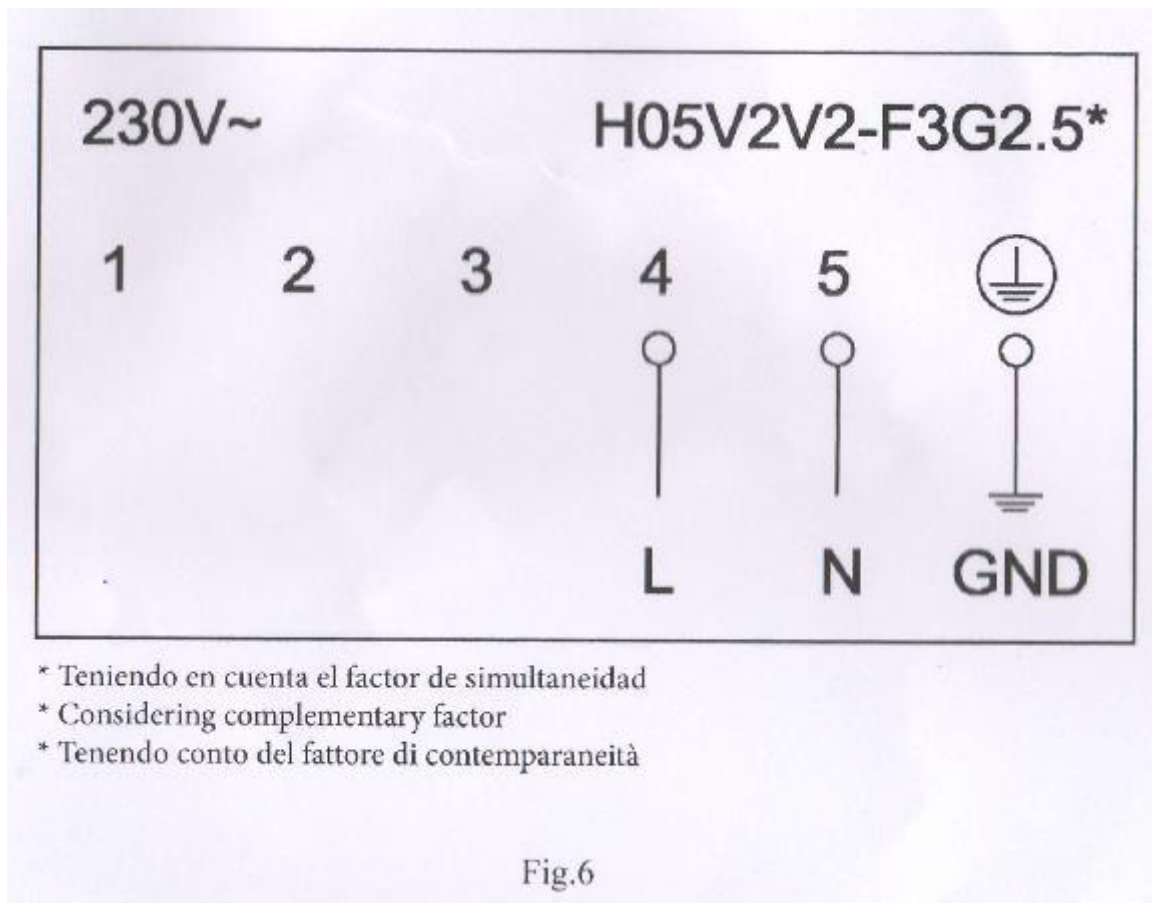 230V~ H05V2V2-F3G2.5*
1 2 3 4 5
L N GND
* Teniendo en cuenta el factor de simultaneidad
* Considering complementary factor
* Tenendo conto del fattore di contemparaneità
Fig.6